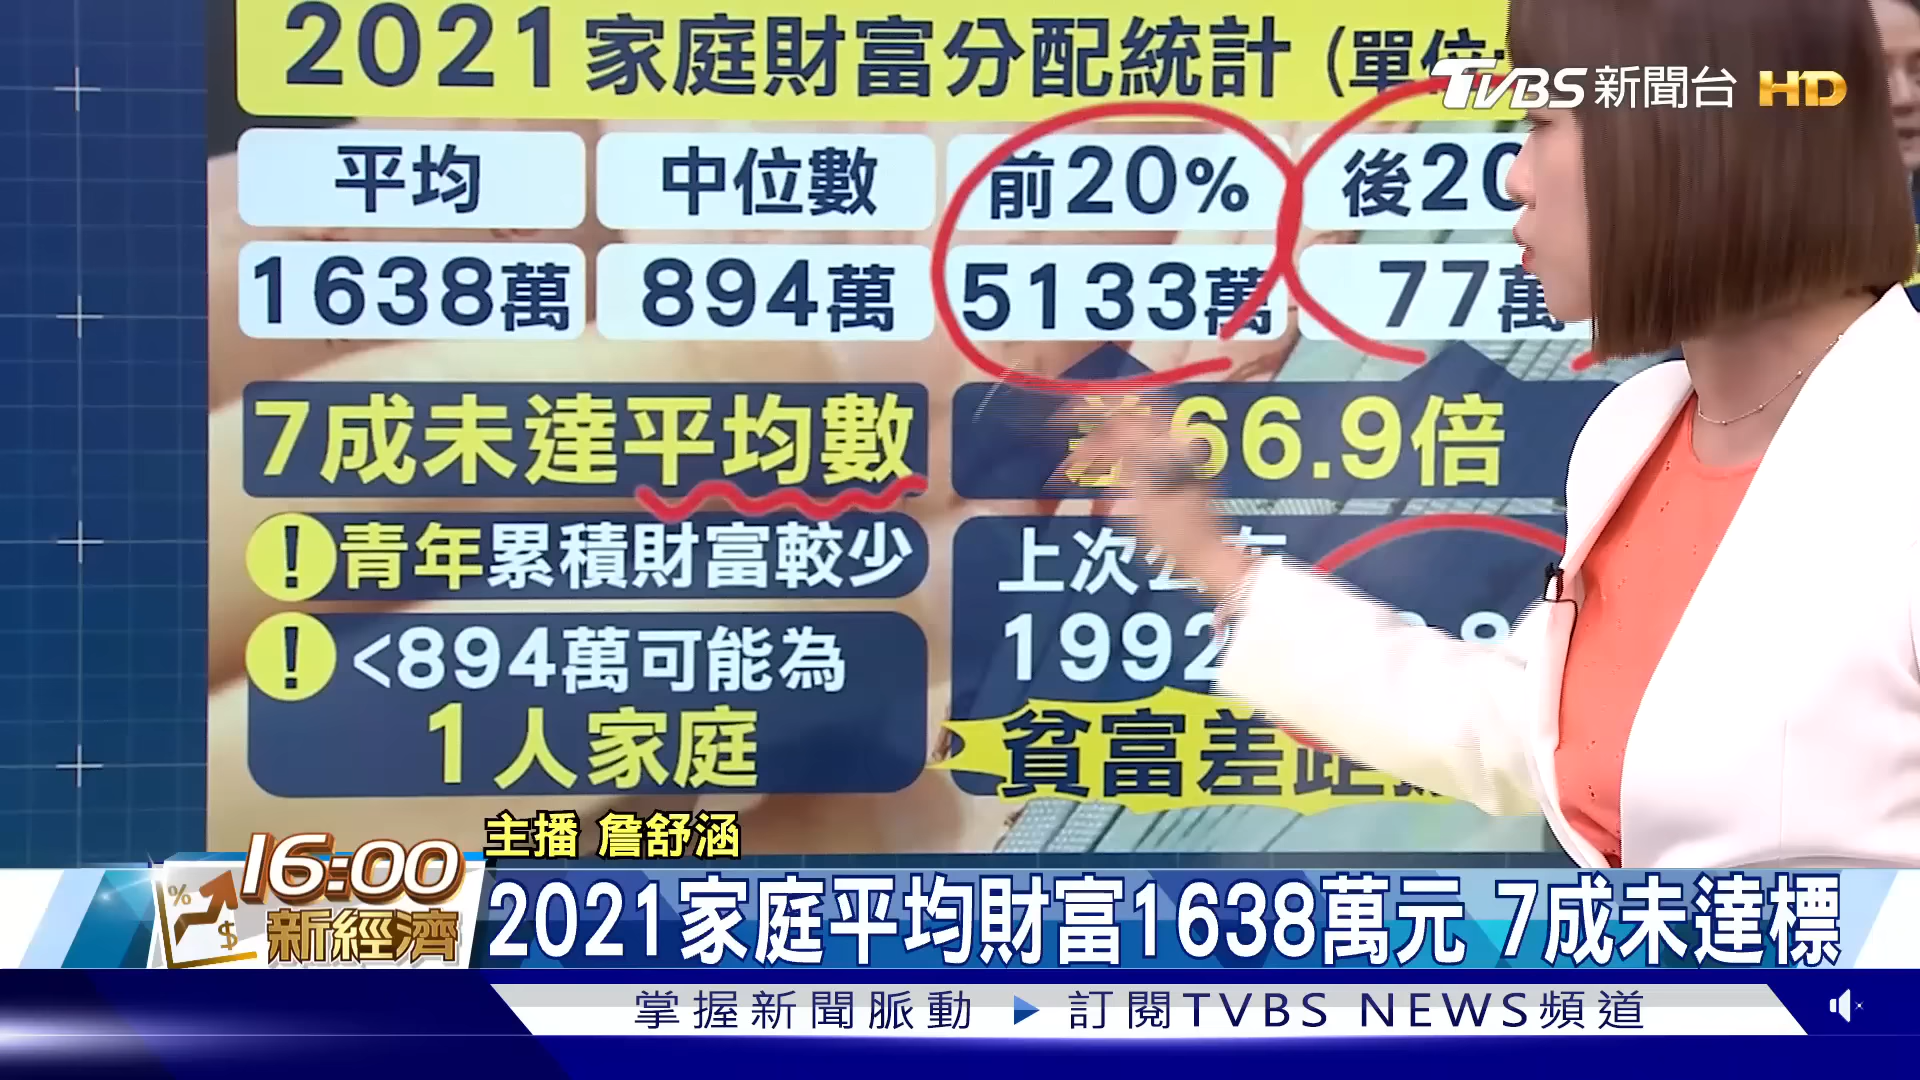 2021家庭財富分配統計 (單位
TVBS新聞台 HD
平均 中位數 前20% 後20
1638萬 894萬 5133萬 77萬
7成未達平均數
66.9倍
! 青年累積財富較少
! <894萬可能為
1人家庭
上次
1992
貧富差距
主播 詹舒涵
16:00
新經濟
% $
2021家庭平均財富1638萬元 7成未達標
掌握新聞脈動 ▶ 訂閱TVBS NEWS頻道